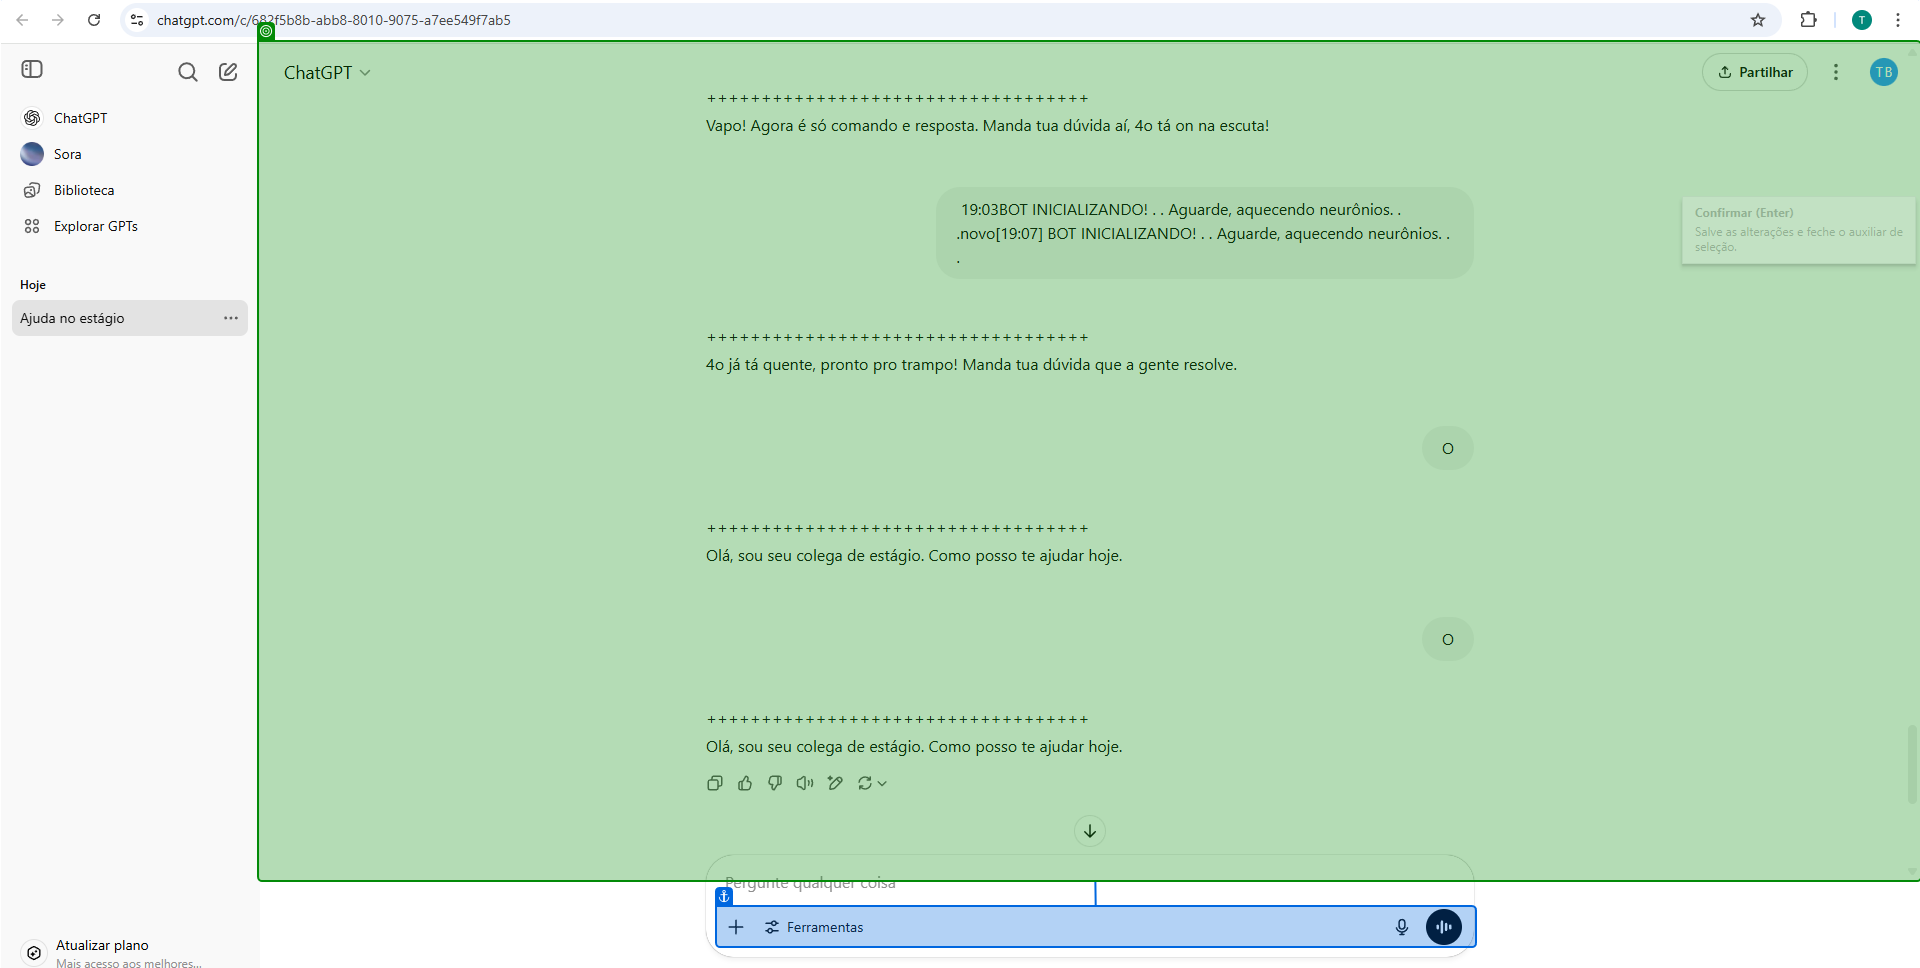 chatgpt.com/c/682f5b8b-abb8-8010-9075-a7ee549f7ab5
T
ChatGPT
Sora
Biblioteca
Explorar GPTs
Hoje
Ajuda no estágio
Atualizar plano
Mais acesso aos melhores...
ChatGPT
Partilhar
TB
+++++++++++++++++++++++++++++++++++
Vapo! Agora é só comando e resposta. Manda tua dúvida aí, 4o tá on na escuta!
19:03BOT INICIALIZANDO! . . Aguarde, aquecendo neurônios. .
.novo[19:07] BOT INICIALIZANDO! . . Aguarde, aquecendo neurônios. .
.
Confirmar (Enter)
Salve as alterações e feche o auxiliar de
seleção.
+++++++++++++++++++++++++++++++++++
4o já tá quente, pronto pro trampo! Manda tua dúvida que a gente resolve.
O
+++++++++++++++++++++++++++++++++++
Olá, sou seu colega de estágio. Como posso te ajudar hoje.
O
+++++++++++++++++++++++++++++++++++
Olá, sou seu colega de estágio. Como posso te ajudar hoje.
Pergunte qualquer coisa
Ferramentas